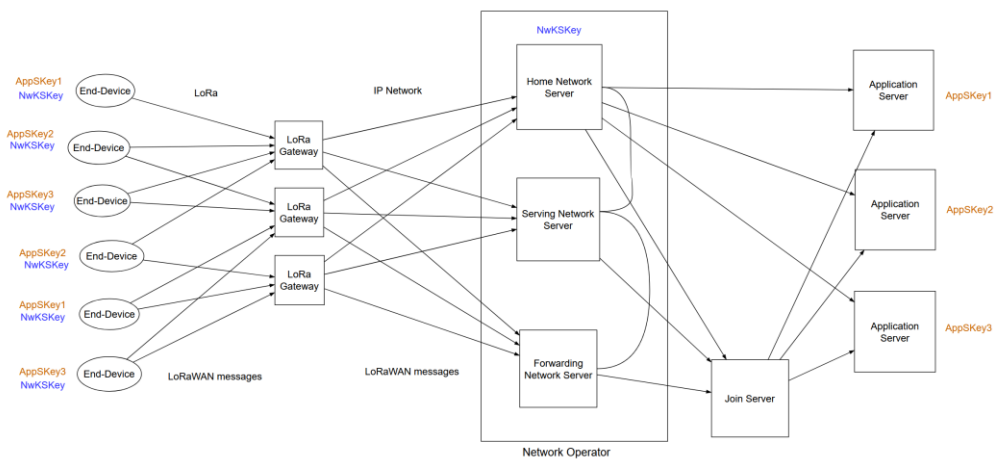 NwKSKey
AppSKey1
NwKSKey
End-Device
LoRa
IP Network
Home Network
Server
Application
Server
AppSKey1
AppSKey2
NwKSKey
End-Device
LoRa
Gateway
AppSKey3
NwKSKey
End-Device
LoRa
Gateway
Serving Network
Server
Application
Server
AppSKey2
AppSKey2
NwKSKey
End-Device
LoRa
Gateway
AppSKey1
NwKSKey
End-Device
Application
Server
AppSKey3
AppSKey3
NwKSKey
End-Device
LoRaWAN messages
LoRaWAN messages
Forwarding
Network Server
Join Server
Network Operator